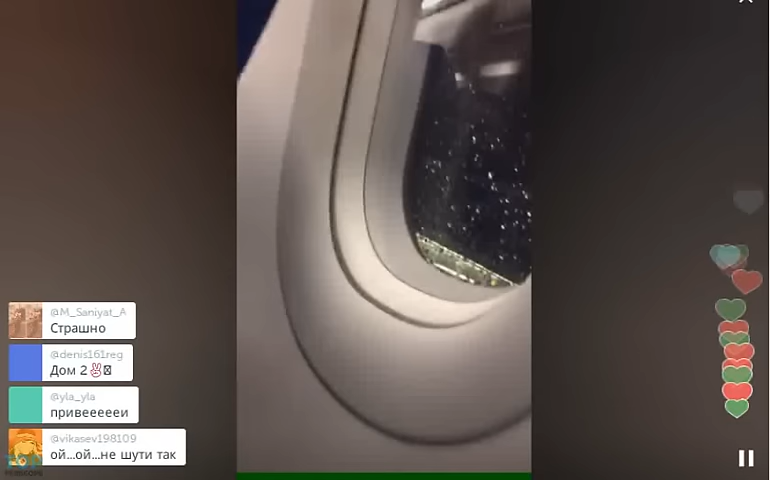 @M_Saniyat_A
Страшно
@denis161reg
Дом 2
@yla_yla
привеееееи
@vikasev198109
ой...ой...не шути так